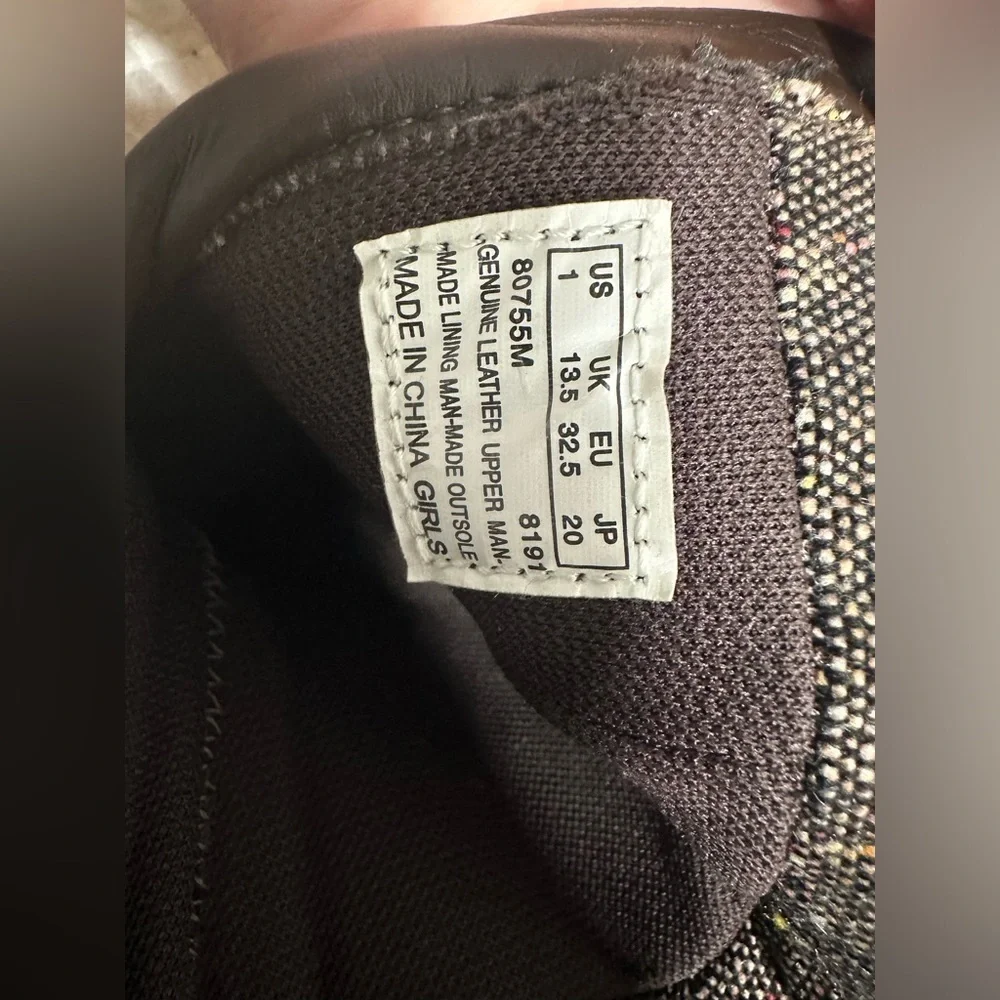 US UK EU JP
1 13.5 32.5 20
80755M 8191
GENUINE LEATHER UPPER MAN-
MADE LINING MAN-MADE OUTSOLE
MADE IN CHINA GIRLS'